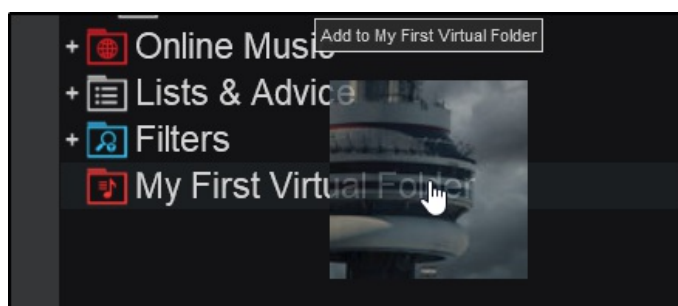 Add to My First Virtual Folder
Online Music
Lists & Advice
Filters
My First Virtual Folder